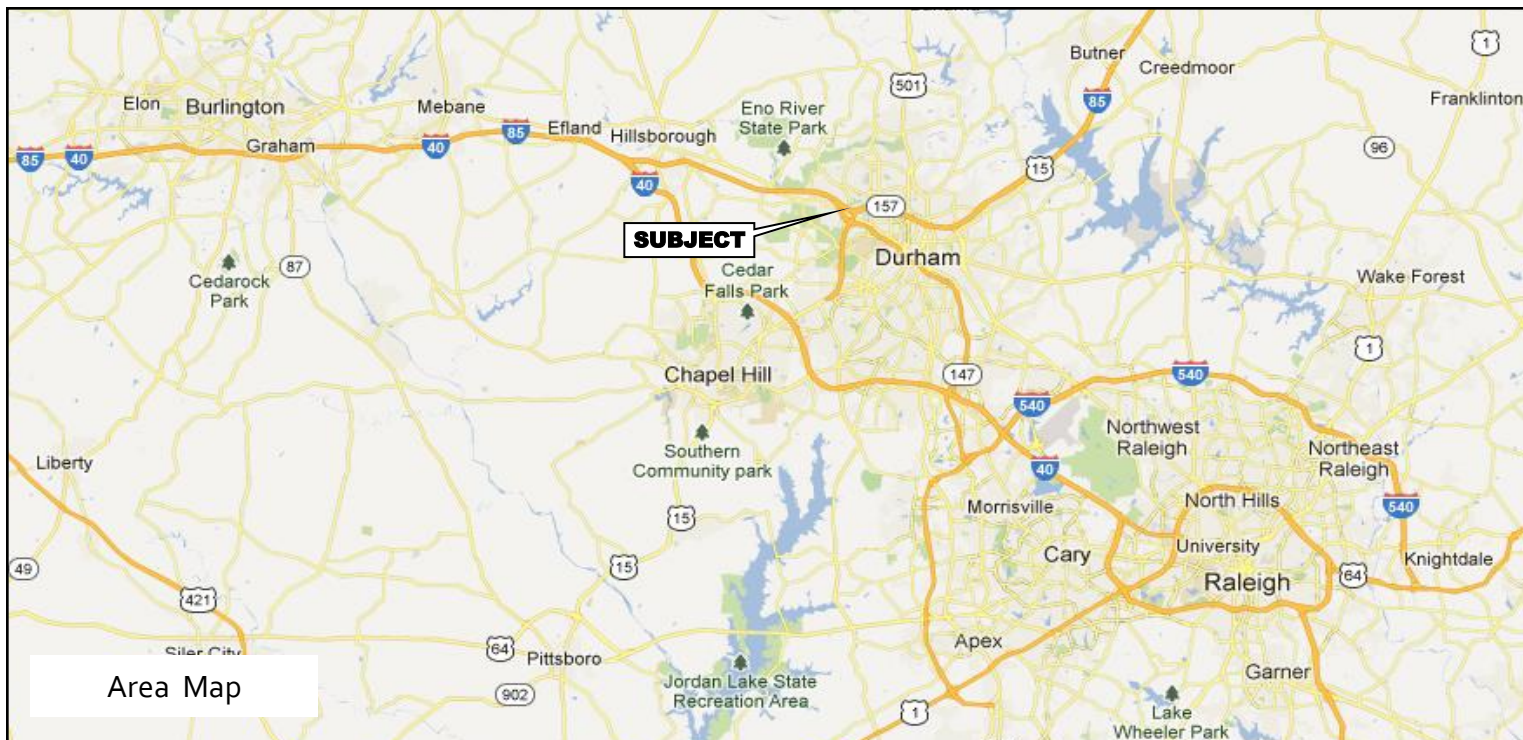 Butner
Creedmoor
1
501
85
Franklinton
Elon
Burlington
Mebane
Efland
Hillsborough
Eno River
State Park
Graham
85
40
40
85
40
15
96
157
SUBJECT
Durham
Cedarock
Park
87
Cedar
Falls Park
Wake Forest
1
Chapel Hill
147
540
540
Northwest
Raleigh
Northeast
Raleigh
Liberty
Southern
Community park
40
Morrisville
North Hills
540
15
49
15
Cary
University
Raleigh
64
Knightdale
421
Siler City
64
Pittsboro
Apex
902
Jordan Lake State
Recreation Area
1
Garner
Lake
Wheeler Park
Area Map